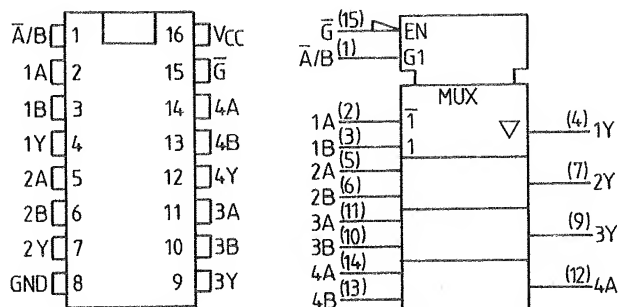 A̅/B 1 16 VCC
1A 2 15 G̅
1B 3 14 4A
1Y 4 13 4B
2A 5 12 4Y
2B 6 11 3A
2Y 7 10 3B
GND 8 9 3Y
G̅ (15) EN
A̅/B (1) G1
MUX
1A (2) 1̅ ▽ (4) 1Y
1B (3) 1
2A (5) (7) 2Y
2B (6)
3A (11) (9) 3Y
3B (10)
4A (14) (12) 4A
4B (13)